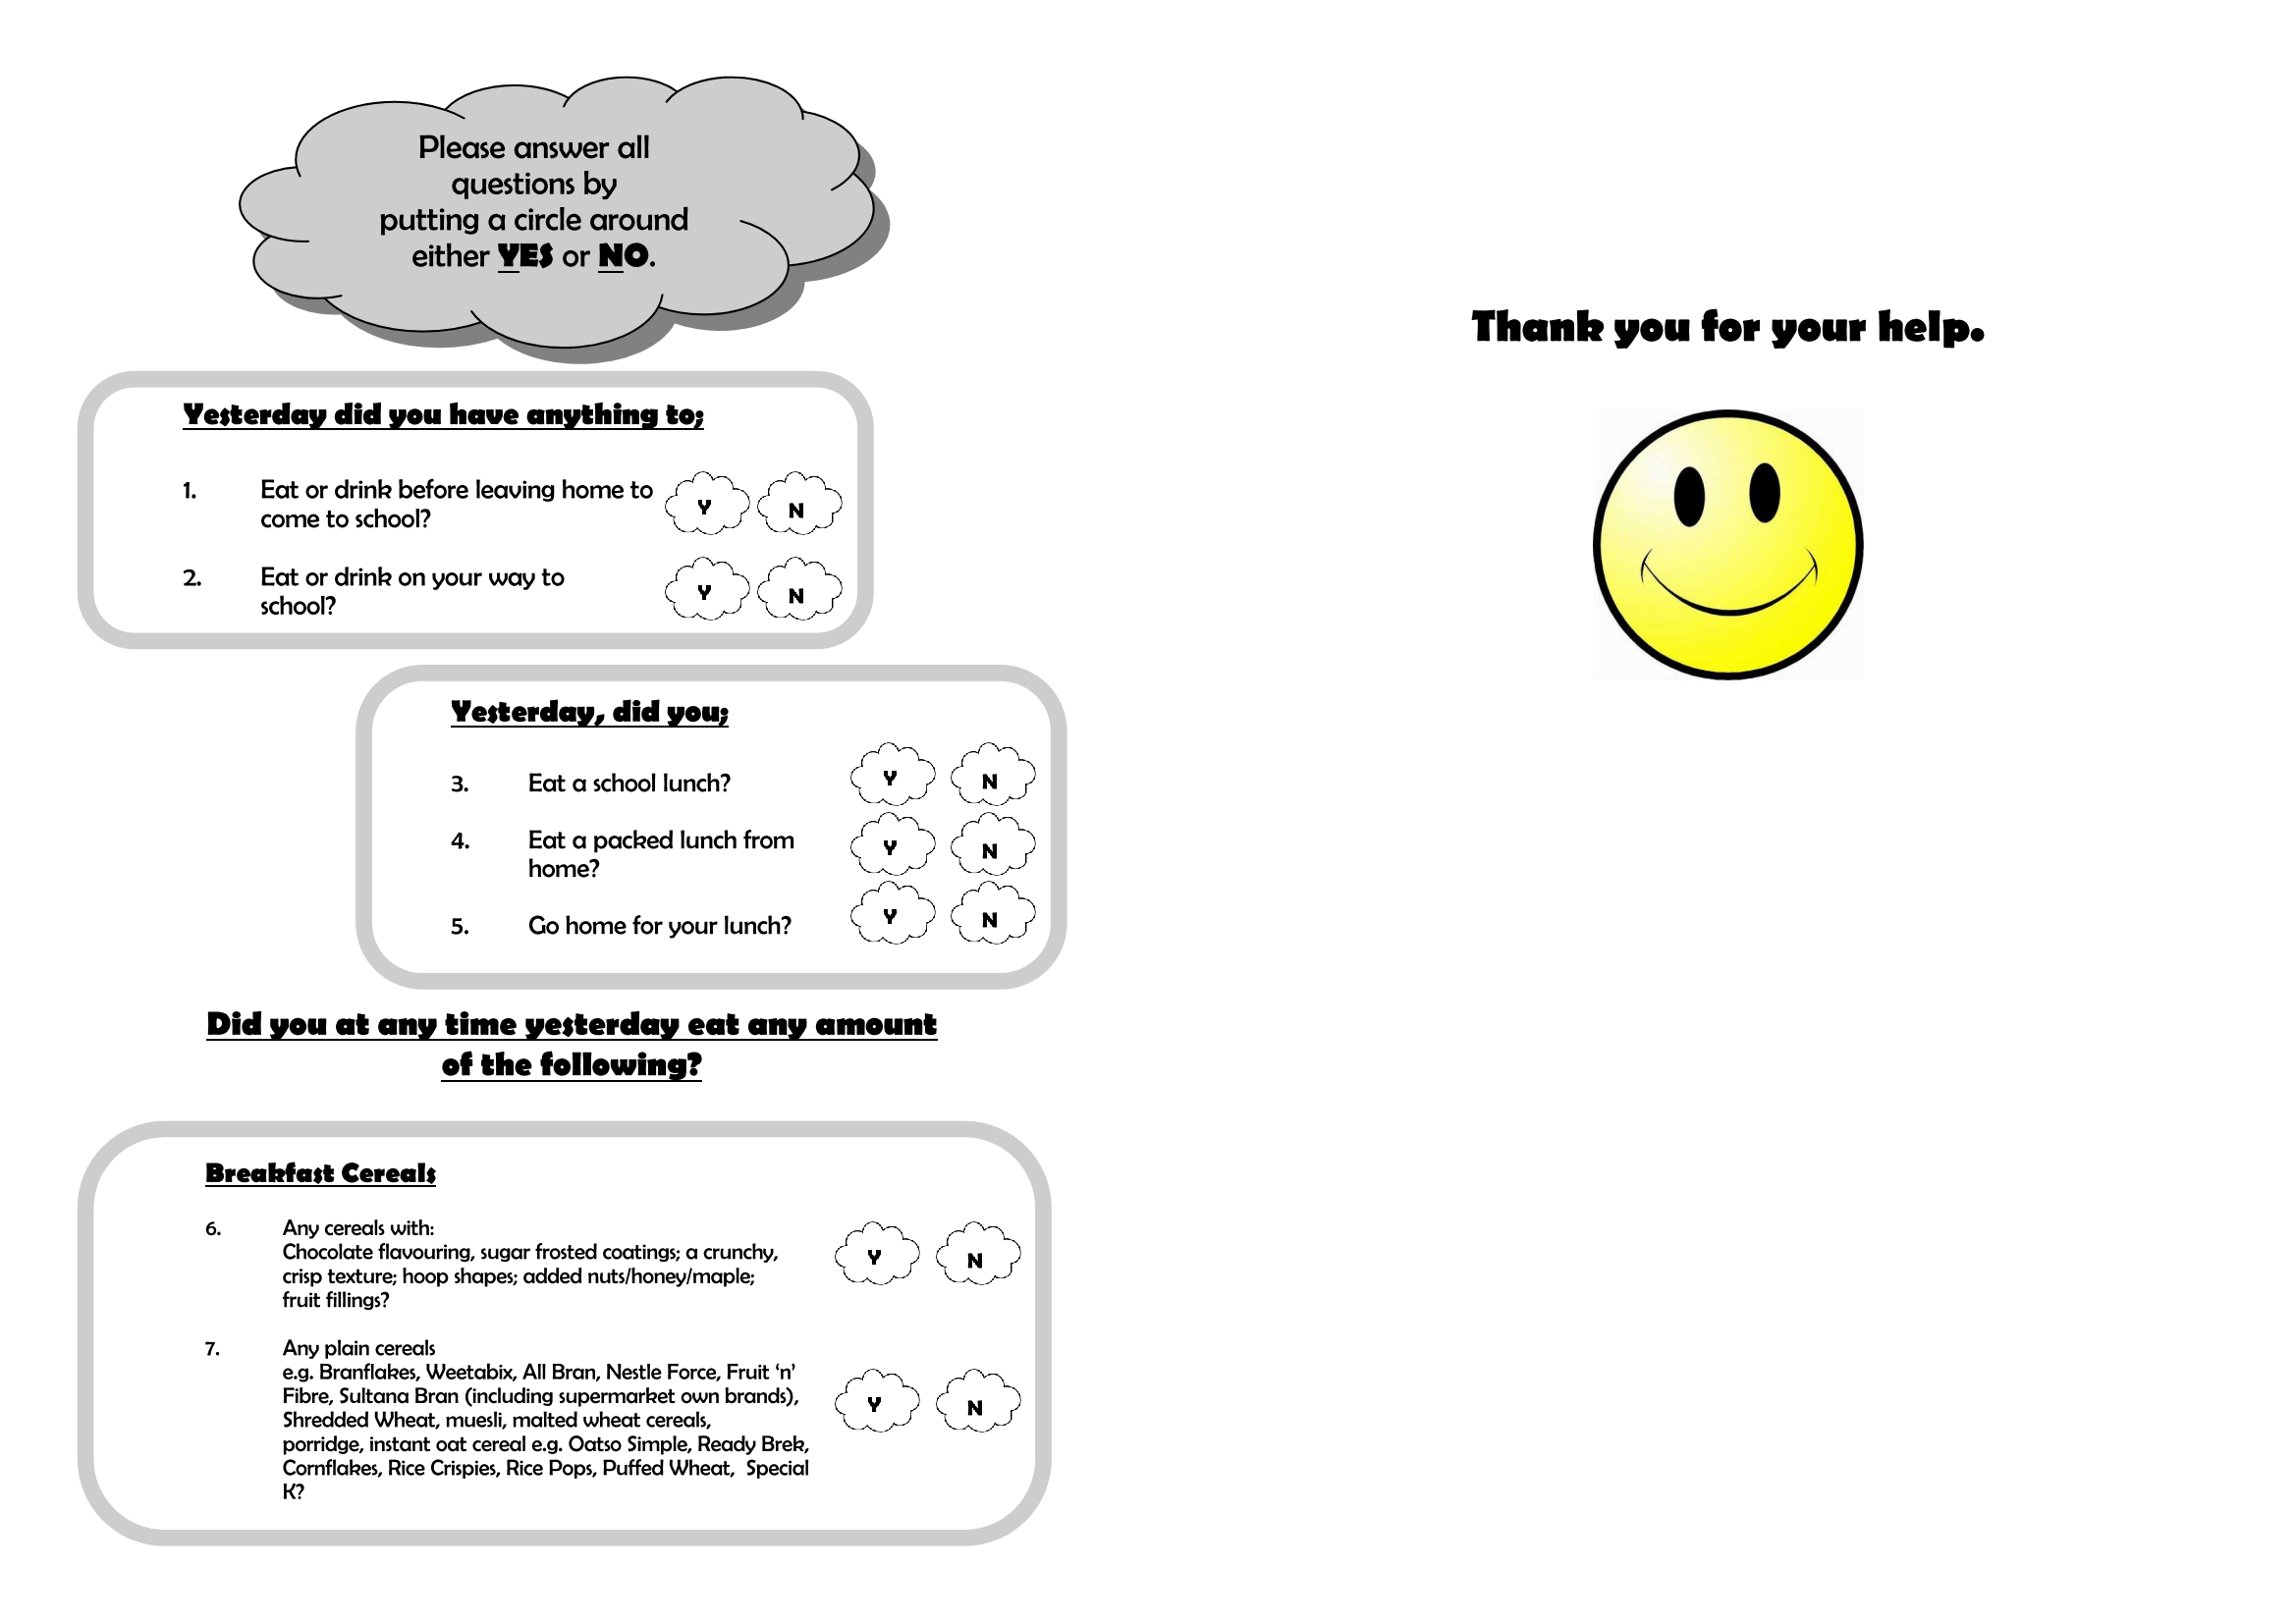 Please answer all
questions by
putting a circle around
either YES or NO.
Yesterday did you have anything to;
1. Eat or drink before leaving home to Y N
come to school?
2. Eat or drink on your way to Y N
school?
Yesterday, did you;
3. Eat a school lunch? Y N
4. Eat a packed lunch from Y N
home?
5. Go home for your lunch? Y N
Did you at any time yesterday eat any amount
of the following?
Breakfast Cereals
6. Any cereals with:
Chocolate flavouring, sugar frosted coatings; a crunchy, Y N
crisp texture; hoop shapes; added nuts/honey/maple;
fruit fillings?
7. Any plain cereals
e.g. Branflakes, Weetabix, All Bran, Nestle Force, Fruit ‘n’
Fibre, Sultana Bran (including supermarket own brands), Y N
Shredded Wheat, muesli, malted wheat cereals,
porridge, instant oat cereal e.g. Oatso Simple, Ready Brek,
Cornflakes, Rice Crispies, Rice Pops, Puffed Wheat, Special
K?
Thank you for your help.